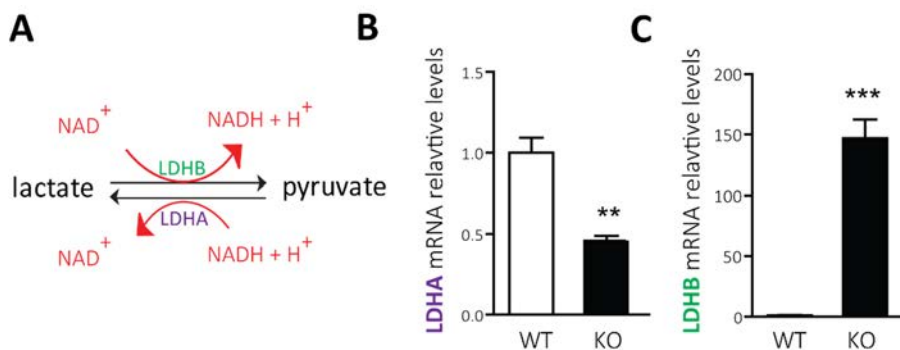 A
NAD+
NADH + H+
LDHB
lactate
pyruvate
LDHA
NAD+
NADH + H+
B
LDHA mRNA relavtive levels
1.5
1.0
0.5
0.0
**
WT
KO
C
LDHB mRNA relavtive levels
200
150
100
50
0
***
WT
KO